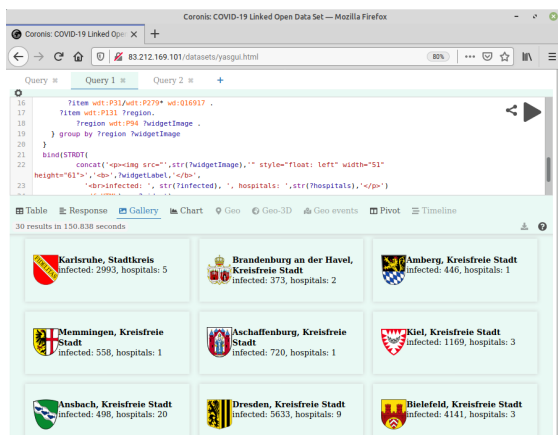 Coronis: COVID-19 Linked Open Data Set — Mozilla Firefox
Coronis: COVID-19 Linked Ope
83.212.169.101/datasets/yasgui.html
80%
Query
Query 1
Query 2
16 ?item wdt:P31/wdt:P279* wd:Q16917 .
17 ?item wdt:P131 ?region.
18 ?region wdt:P94 ?widgetImage .
19 } group by ?region ?widgetImage
20 }
21 bind(STRDT(
22 concat('<p><img src="',str(?widgetImage),'" style="float: left" width="51"
height="61">','<b>',?widgetLabel,'</b>',
23 '<br>infected: ', str(?infected), ', hospitals: ',str(?hospitals),'</p>')
Table Response Gallery Chart Geo Geo-3D Geo events Pivot Timeline
30 results in 150.838 seconds
Karlsruhe, Stadtkreis
infected: 2993, hospitals: 5
Brandenburg an der Havel,
Kreisfreie Stadt
infected: 373, hospitals: 2
Amberg, Kreisfreie Stadt
infected: 446, hospitals: 1
Memmingen, Kreisfreie
Stadt
infected: 558, hospitals: 1
Aschaffenburg, Kreisfreie
Stadt
infected: 720, hospitals: 1
Kiel, Kreisfreie Stadt
infected: 1169, hospitals: 3
Ansbach, Kreisfreie Stadt
infected: 498, hospitals: 20
Dresden, Kreisfreie Stadt
infected: 5633, hospitals: 9
Bielefeld, Kreisfreie Stadt
infected: 4141, hospitals: 3